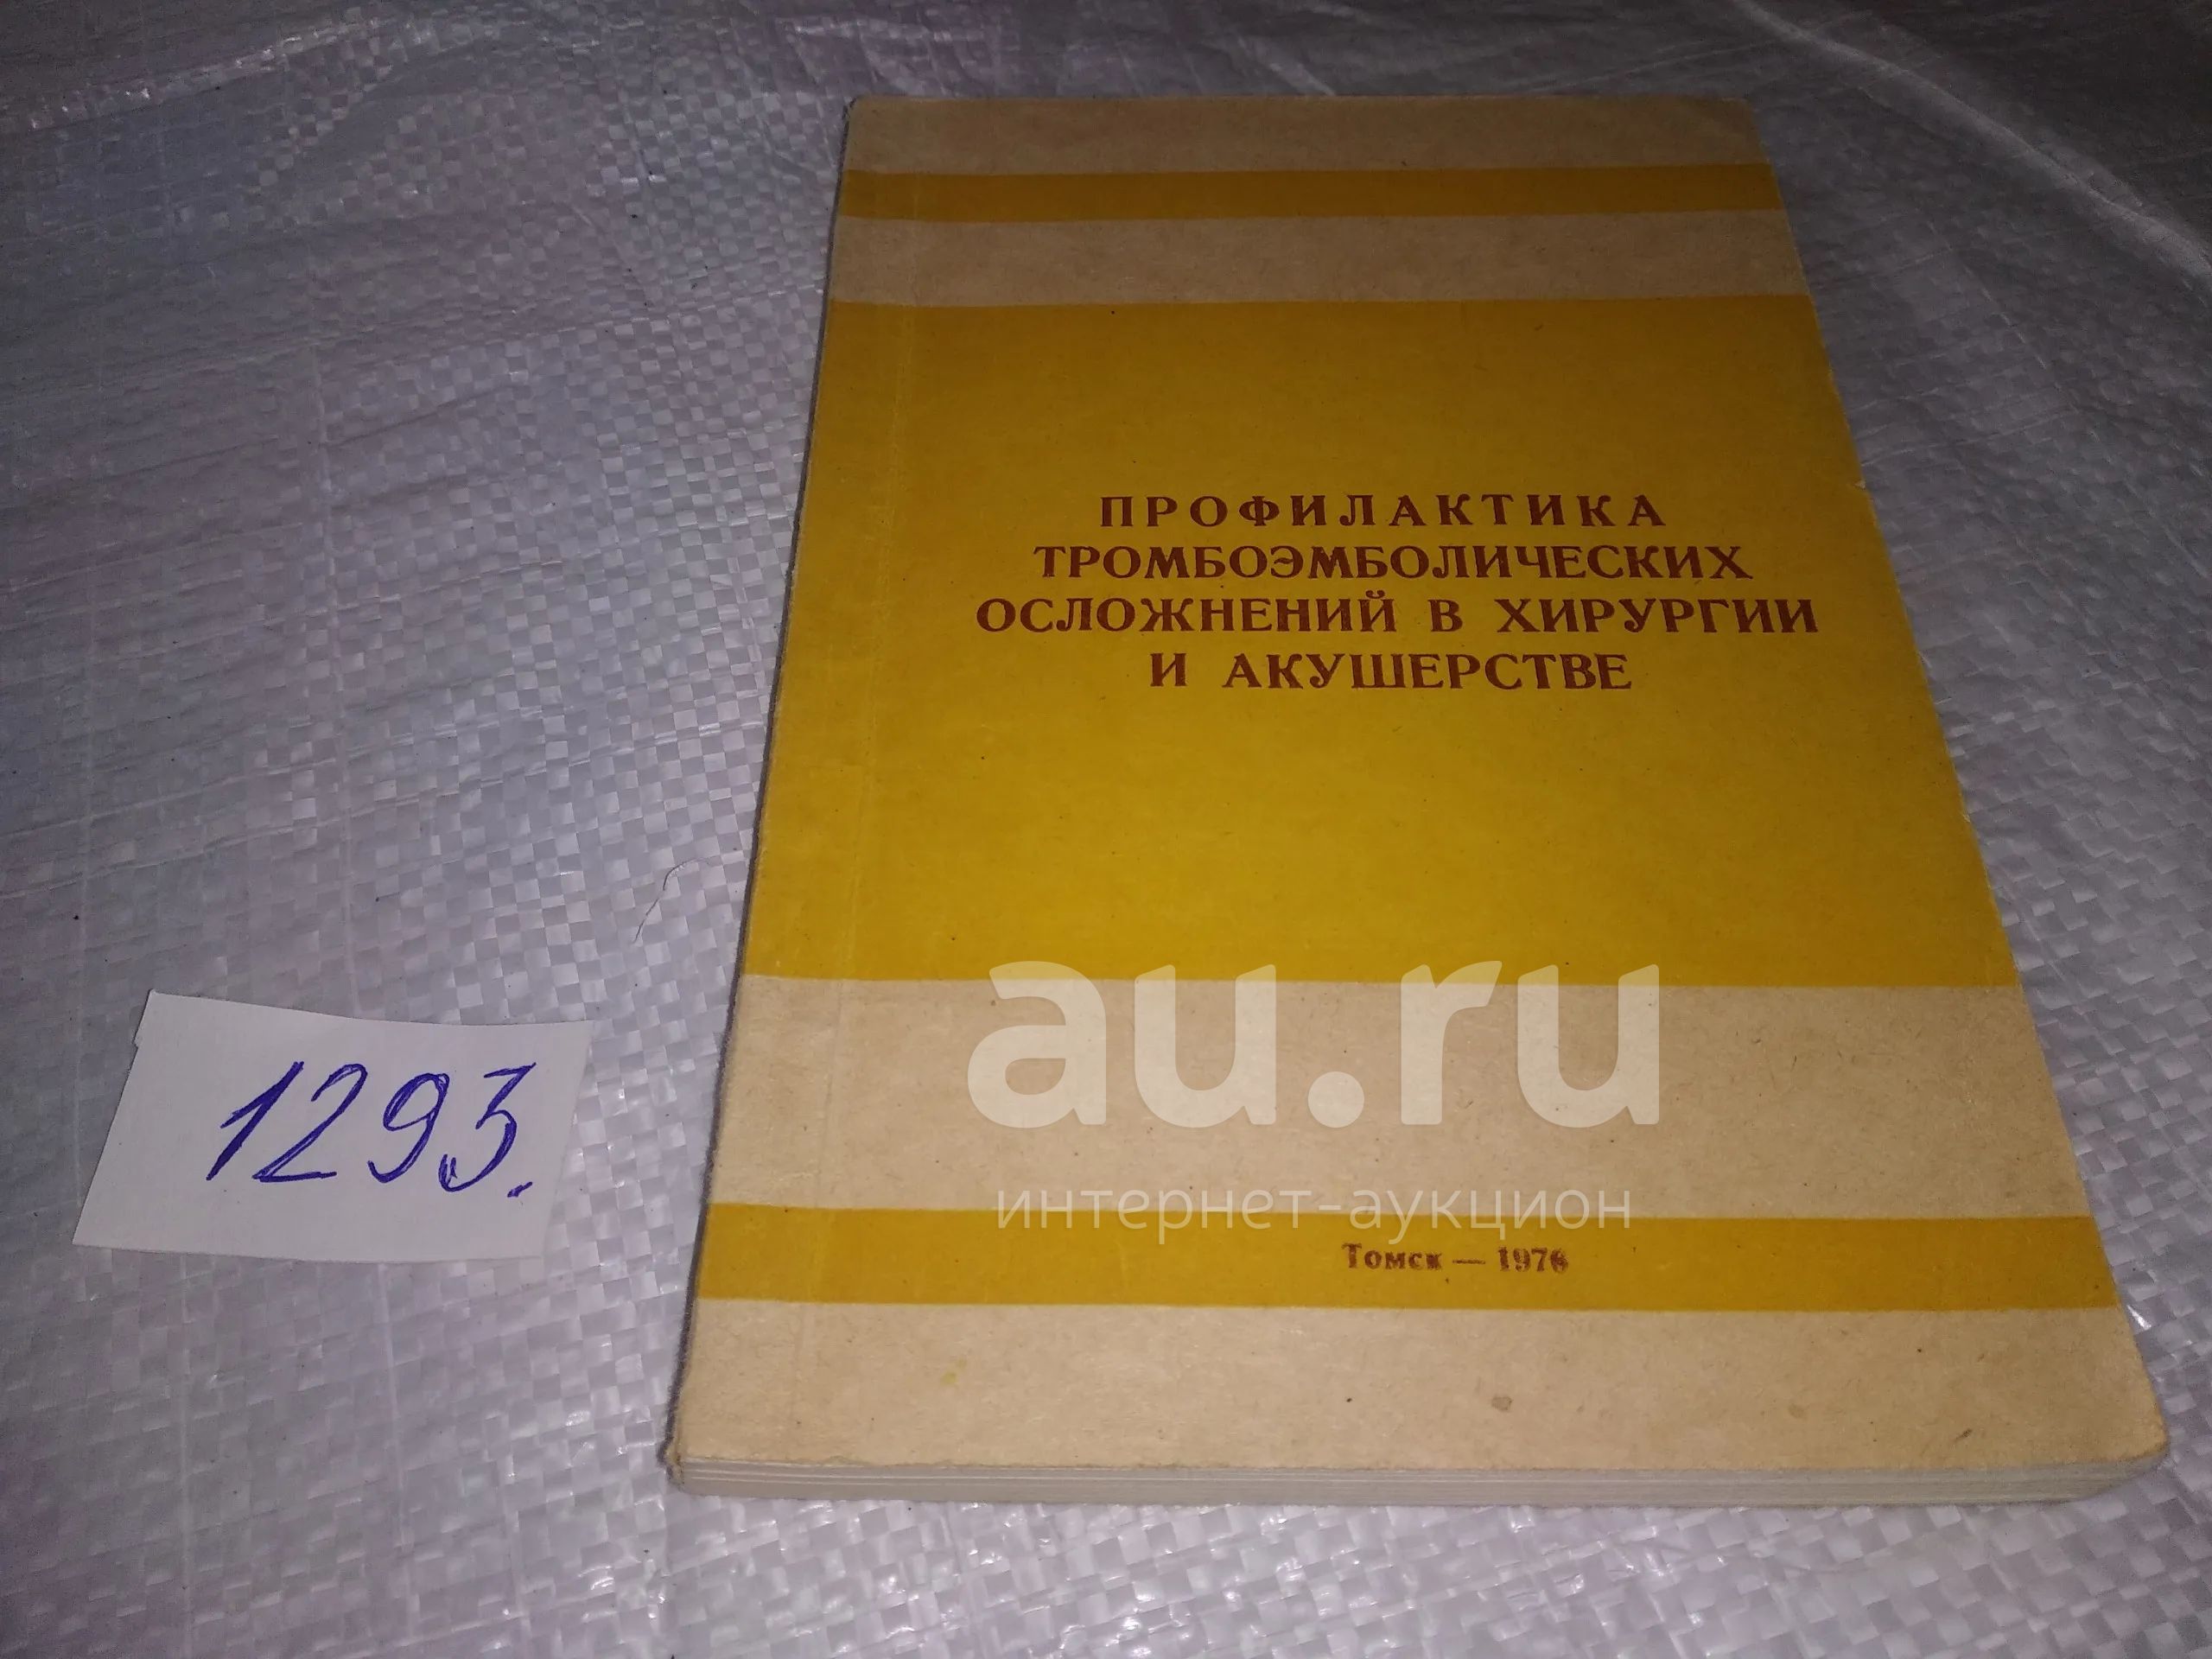 ПРОФИЛАКТИКА
ТРОМБОЭМБОЛИЧЕСКИХ
ОСЛОЖНЕНИЙ В ХИРУРГИИ
И АКУШЕРСТВЕ
au.ru
интернет-аукцион
1293.
Томск — 1976